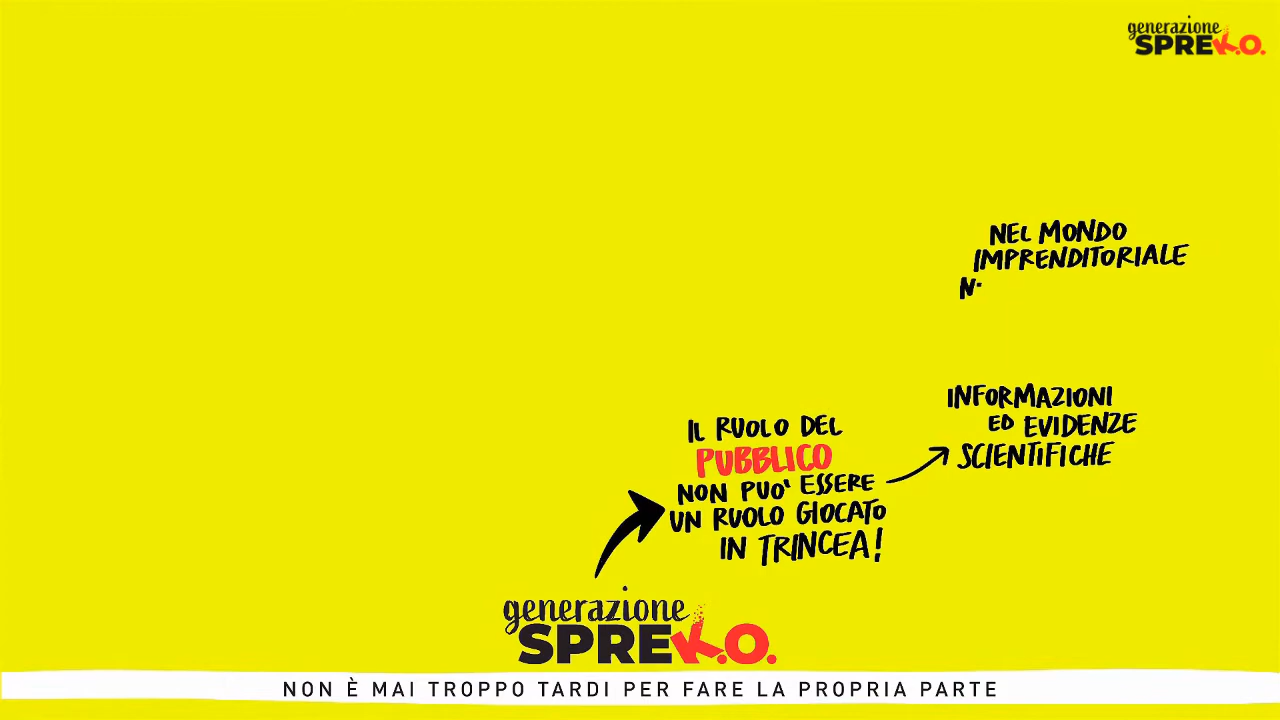 generazione
SPREK.O.
NEL MONDO
IMPRENDITORIALE
N
INFORMAZIONI
ED EVIDENZE
SCIENTIFICHE
IL RUOLO DEL
PUBBLICO
NON PUO' ESSERE
UN RUOLO GIOCATO
IN TRINCEA!
generazione
SPREK.O.
NON È MAI TROPPO TARDI PER FARE LA PROPRIA PARTE